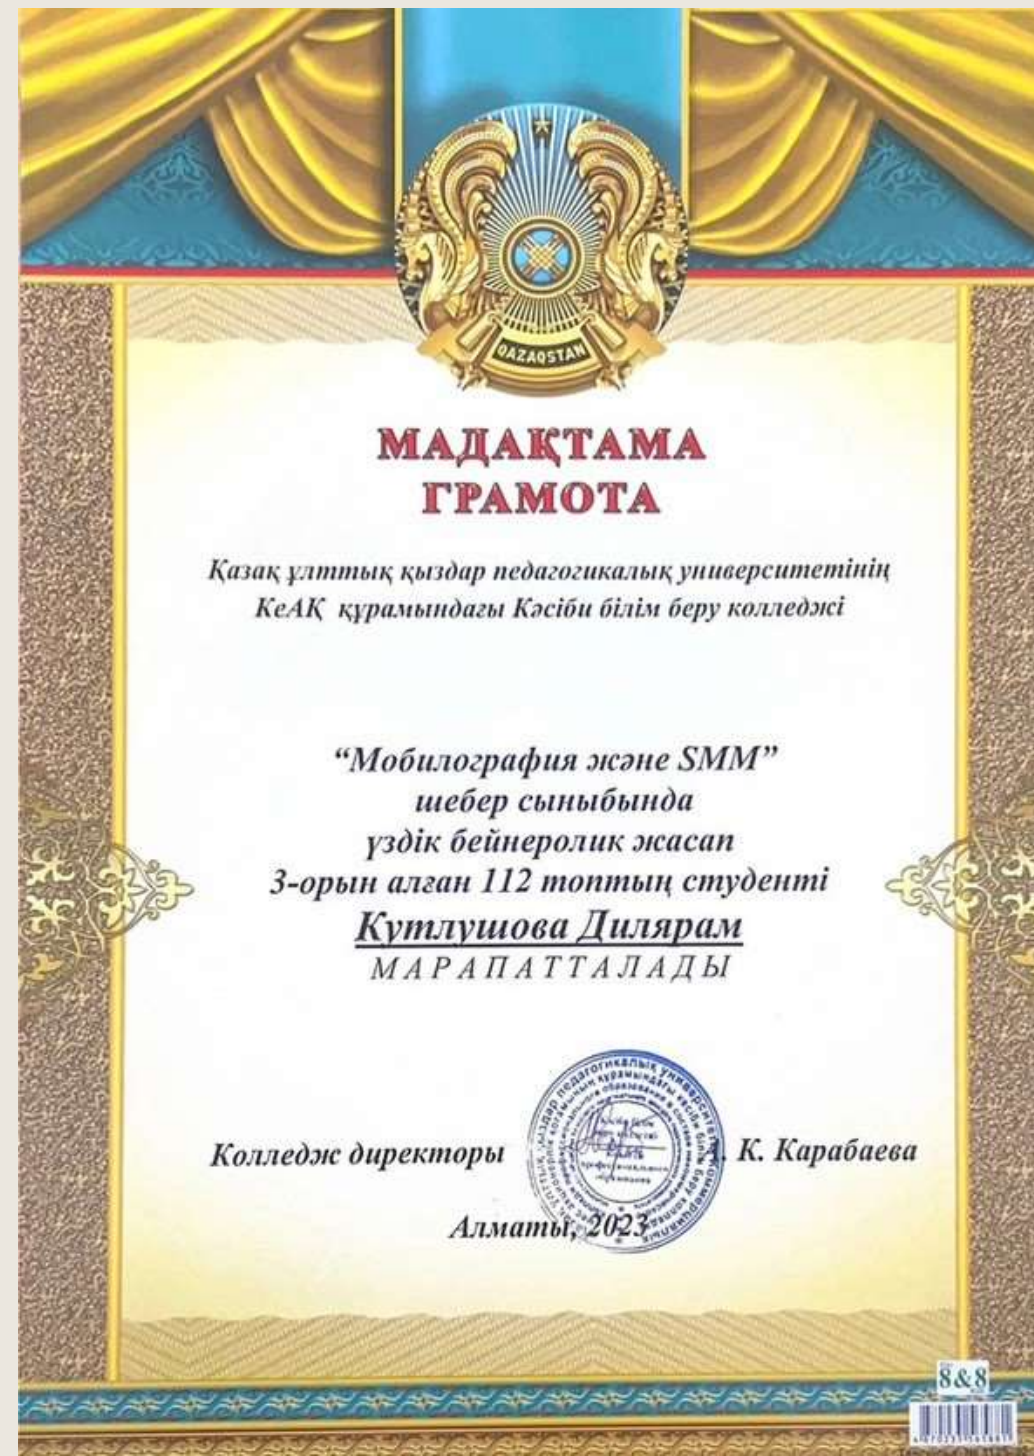 QAZAQSTAN
МАДАҚТАМА
ГРАМОТА
Қазақ ұлттық қыздар педагогикалық университетінің
КеАҚ құрамындағы Кәсіби білім беру колледжі
“Мобилография және SMM”
шебер сыныбында
үздік бейнеролик жасап
3-орын алған 112 топтың студенті
Кутлушова Дилярам
МАРАПАТТАЛАДЫ
Колледж директоры К. Карабаева
Алматы, 2023
8&8